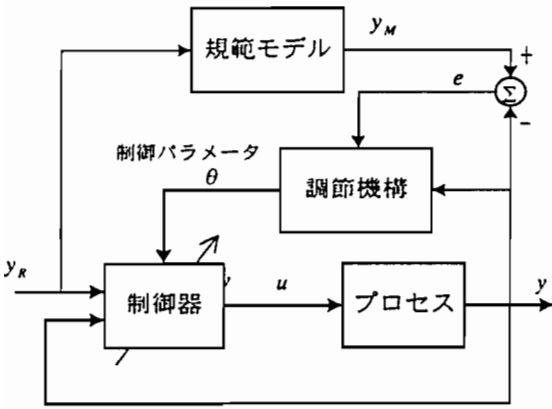 規範モデル
y_M
+
e
Σ
-
制御パラメータ
θ
調節機構
y_R
制御器
u
プロセス
y